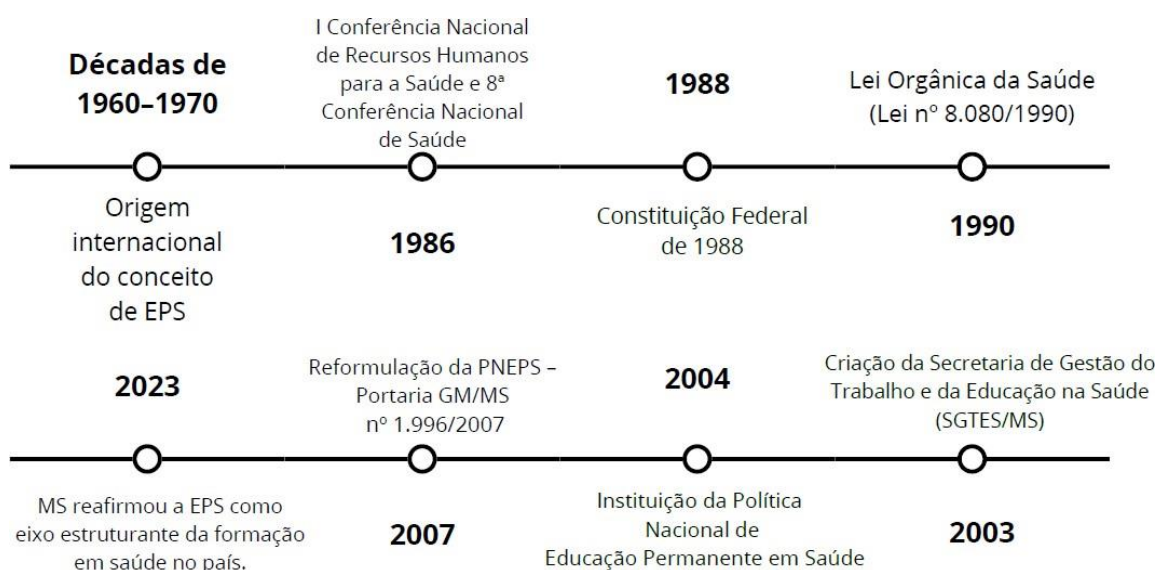 Décadas de
1960–1970
Origem
internacional
do conceito
de EPS
I Conferência Nacional
de Recursos Humanos
para a Saúde e 8ª
Conferência Nacional
de Saúde
1986
1988
Constituição Federal
de 1988
Lei Orgânica da Saúde
(Lei nº 8.080/1990)
1990
2023
MS reafirmou a EPS como
eixo estruturante da formação
em saúde no país.
Reformulação da PNEPS –
Portaria GM/MS
nº 1.996/2007
2007
2004
Instituição da Política
Nacional de
Educação Permanente em Saúde
Criação da Secretaria de Gestão do
Trabalho e da Educação na Saúde
(SGTES/MS)
2003